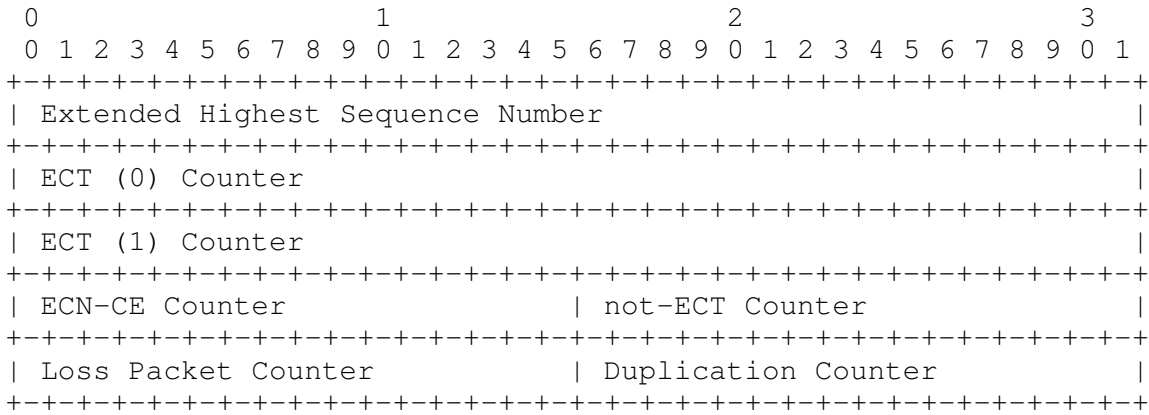 0                   1                   2                   3
 0 1 2 3 4 5 6 7 8 9 0 1 2 3 4 5 6 7 8 9 0 1 2 3 4 5 6 7 8 9 0 1
+-+-+-+-+-+-+-+-+-+-+-+-+-+-+-+-+-+-+-+-+-+-+-+-+-+-+-+-+-+-+-+-+
| Extended Highest Sequence Number                              |
+-+-+-+-+-+-+-+-+-+-+-+-+-+-+-+-+-+-+-+-+-+-+-+-+-+-+-+-+-+-+-+-+
| ECT (0) Counter                                               |
+-+-+-+-+-+-+-+-+-+-+-+-+-+-+-+-+-+-+-+-+-+-+-+-+-+-+-+-+-+-+-+-+
| ECT (1) Counter                                               |
+-+-+-+-+-+-+-+-+-+-+-+-+-+-+-+-+-+-+-+-+-+-+-+-+-+-+-+-+-+-+-+-+
| ECN-CE Counter                | not-ECT Counter               |
+-+-+-+-+-+-+-+-+-+-+-+-+-+-+-+-+-+-+-+-+-+-+-+-+-+-+-+-+-+-+-+-+
| Loss Packet Counter           | Duplication Counter           |
+-+-+-+-+-+-+-+-+-+-+-+-+-+-+-+-+-+-+-+-+-+-+-+-+-+-+-+-+-+-+-+-+